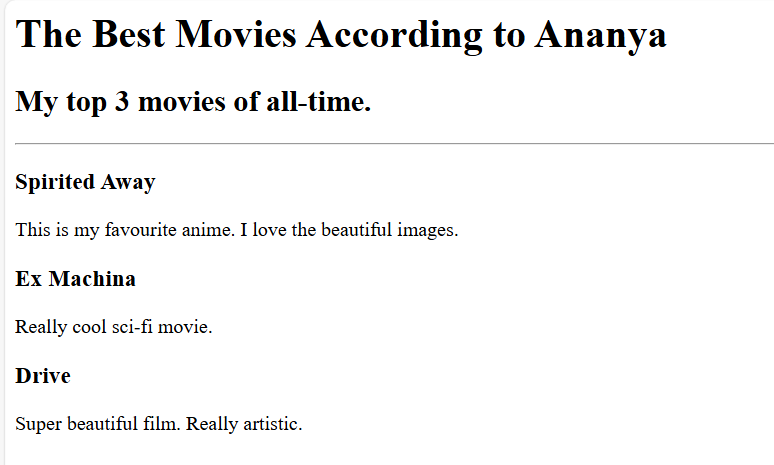 The Best Movies According to Ananya
My top 3 movies of all-time.
Spirited Away
This is my favourite anime. I love the beautiful images.
Ex Machina
Really cool sci-fi movie.
Drive
Super beautiful film. Really artistic.